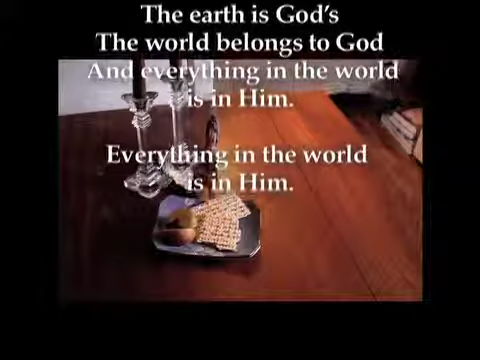 The earth is God's
The world belongs to God
And everything in the world
is in Him.
Everything in the world
is in Him.